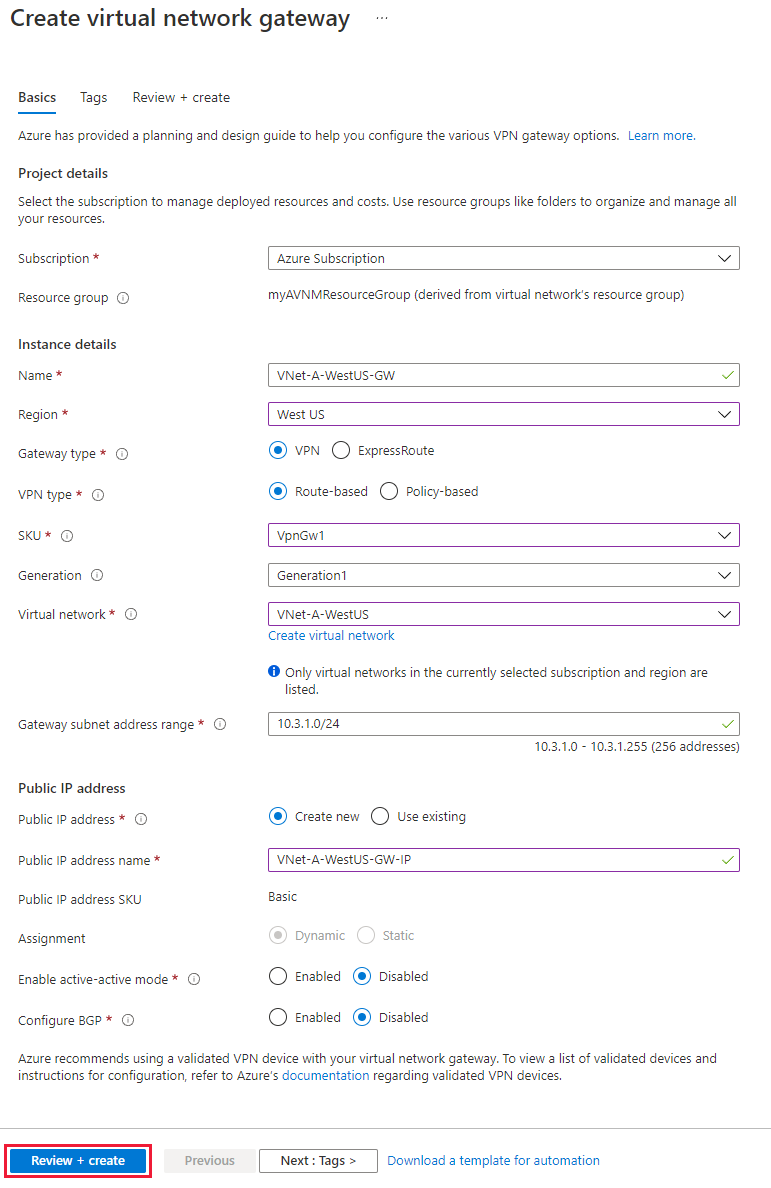 Create virtual network gateway ...
Basics Tags Review + create
Azure has provided a planning and design guide to help you configure the various VPN gateway options. Learn more.
Project details
Select the subscription to manage deployed resources and costs. Use resource groups like folders to organize and manage all
your resources.
Subscription * Azure Subscription
Resource group myAVNMResourceGroup (derived from virtual network's resource group)
Instance details
Name * VNet-A-WestUS-GW
Region * West US
Gateway type * VPN ExpressRoute
VPN type * Route-based Policy-based
SKU * VpnGw1
Generation Generation1
Virtual network * VNet-A-WestUS
Create virtual network
Only virtual networks in the currently selected subscription and region are
listed.
Gateway subnet address range * 10.3.1.0/24
10.3.1.0 - 10.3.1.255 (256 addresses)
Public IP address
Public IP address * Create new Use existing
Public IP address name * VNet-A-WestUS-GW-IP
Public IP address SKU Basic
Assignment Dynamic Static
Enable active-active mode * Enabled Disabled
Configure BGP * Enabled Disabled
Azure recommends using a validated VPN device with your virtual network gateway. To view a list of validated devices and
instructions for configuration, refer to Azure's documentation regarding validated VPN devices.
Review + create Previous Next : Tags > Download a template for automation